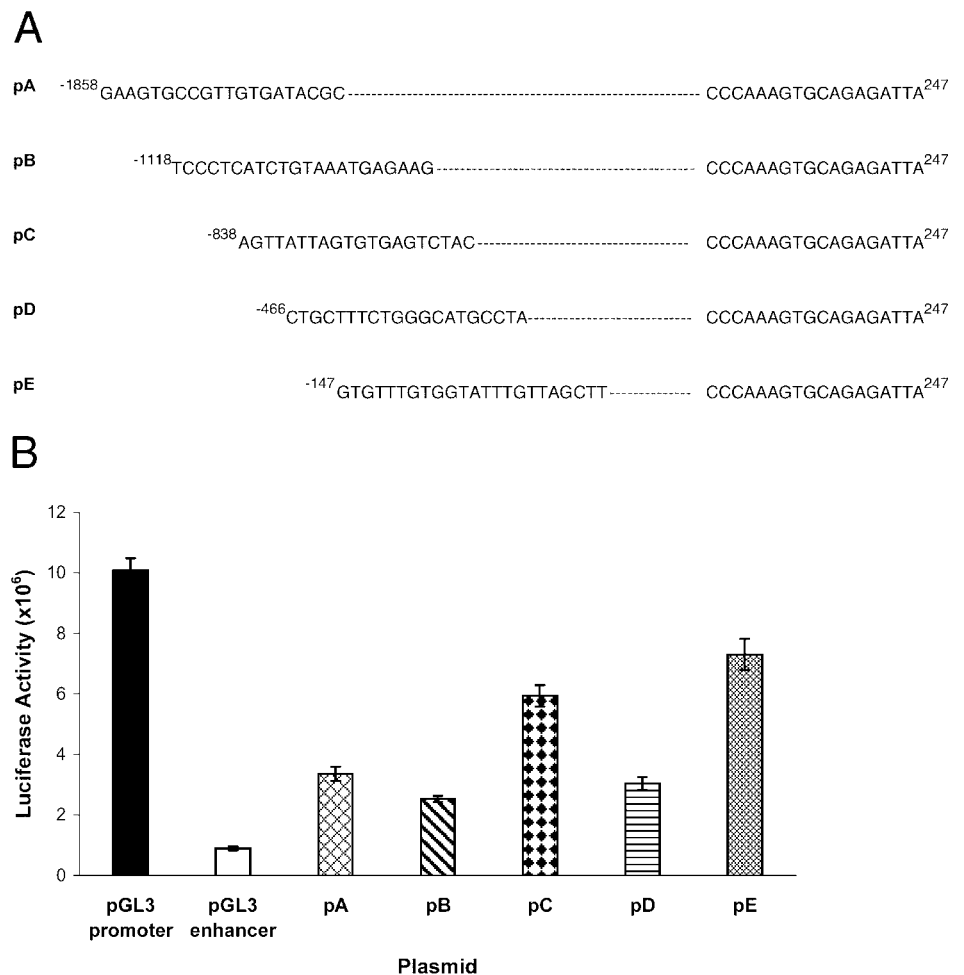 A
pA -1858GAAGTGCCGTTGTGATACGC CCCAAAGTGCAGAGATTA247
pB -1118TCCCTCATCTGTAAATGAGAAG CCCAAAGTGCAGAGATTA247
pC -838AGTTATTAGTGTGAGTCTAC CCCAAAGTGCAGAGATTA247
pD -466CTGCTTTCTGGGCATGCCTA CCCAAAGTGCAGAGATTA247
pE -147GTGTTTGTGGTATTTGTTAGCTT CCCAAAGTGCAGAGATTA247
B
Luciferase Activity (x10⁶)
12
10
8
6
4
2
0
pGL3 promoter
pGL3 enhancer
pA
pB
pC
pD
pE
Plasmid